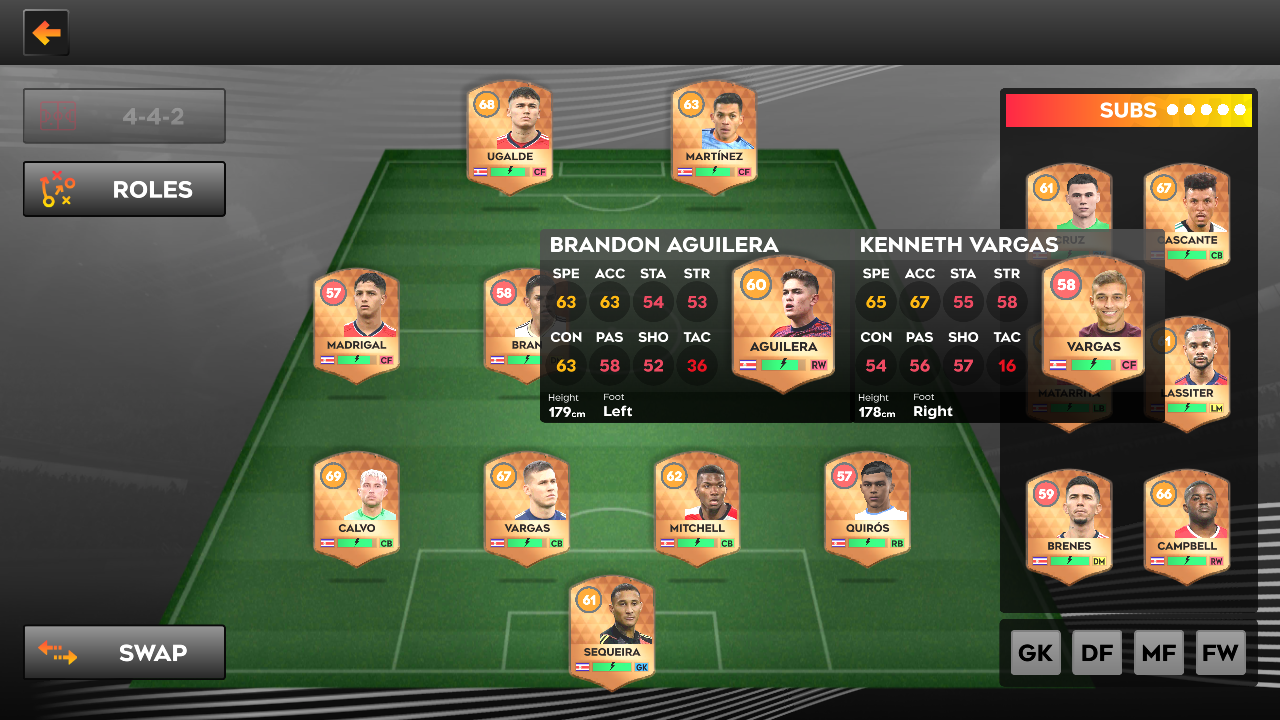 4-4-2
ROLES
SWAP
68
UGALDE
CF
63
MARTÍNEZ
CF
57
MADRIGAL
CF
58
BRAN
BRANDON AGUILERA
SPE ACC STA STR
63 63 54 53
CON PAS SHO TAC
63 58 52 36
Height Foot
179cm Left
60
AGUILERA
RW
KENNETH VARGAS
SPE ACC STA STR
65 67 55 58
CON PAS SHO TAC
54 56 57 16
Height Foot
178cm Right
58
VARGAS
CF
69
CALVO
CB
67
VARGAS
CB
62
MITCHELL
CB
57
QUIRÓS
RB
61
SEQUEIRA
GK
SUBS
61
CRUZ
67
CASCANTE
CB
MATARRITA
LB
LASSITER
LM
59
BRENES
DM
66
CAMPBELL
RW
GK DF MF FW